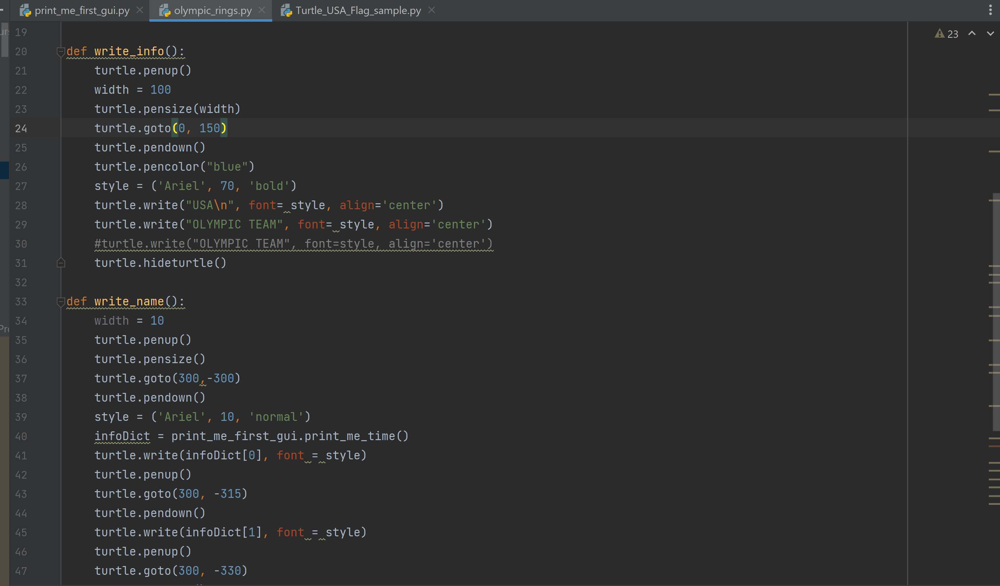 print_me_first_gui.py olympic_rings.py Turtle_USA_Flag_sample.py
23
19
20 def write_info():
21 turtle.penup()
22 width = 100
23 turtle.pensize(width)
24 turtle.goto(0, 150)
25 turtle.pendown()
26 turtle.pencolor("blue")
27 style = ('Ariel', 70, 'bold')
28 turtle.write("USA\n", font= style, align='center')
29 turtle.write("OLYMPIC TEAM", font= style, align='center')
30 #turtle.write("OLYMPIC TEAM", font=style, align='center')
31 turtle.hideturtle()
32
33 def write_name():
34 width = 10
35 turtle.penup()
36 turtle.pensize()
37 turtle.goto(300,-300)
38 turtle.pendown()
39 style = ('Ariel', 10, 'normal')
40 infoDict = print_me_first_gui.print_me_time()
41 turtle.write(infoDict[0], font = style)
42 turtle.penup()
43 turtle.goto(300, -315)
44 turtle.pendown()
45 turtle.write(infoDict[1], font = style)
46 turtle.penup()
47 turtle.goto(300, -330)